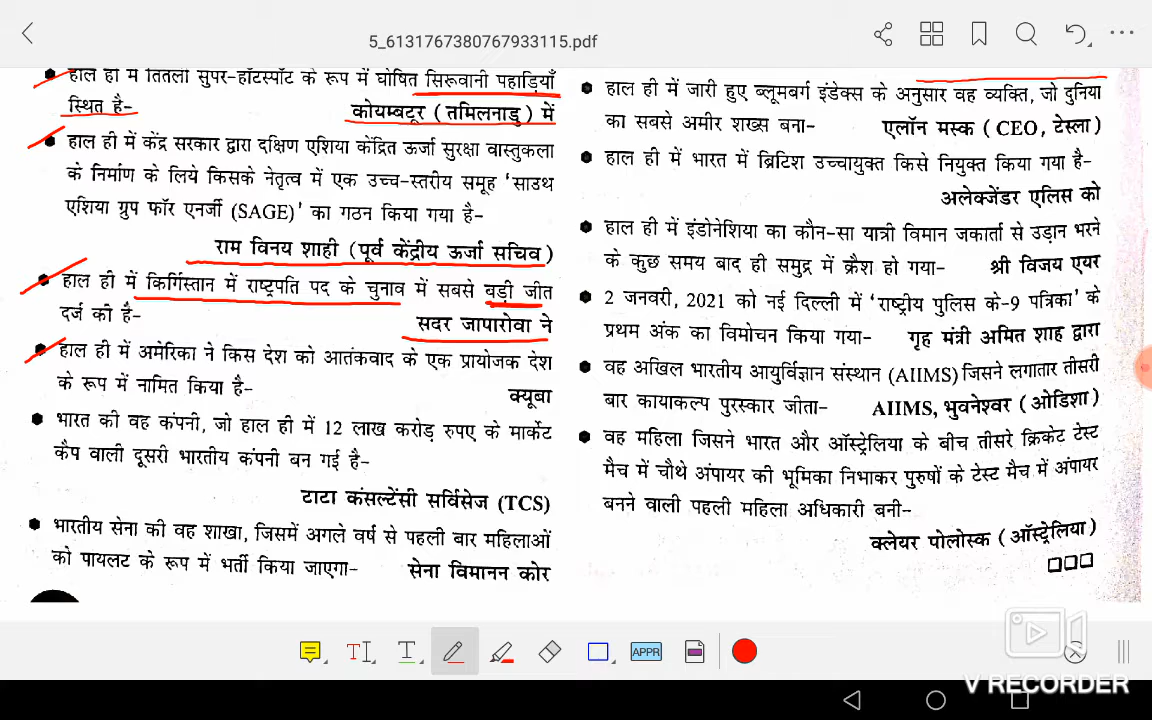 5_6131767380767933115.pdf
हाल ही में तितली सुपर-हॉटस्पॉट के रूप में घोषित सिरूवानी पहाड़ियाँ
स्थित है- कोयम्बटूर (तमिलनाडु) में
हाल ही में केंद्र सरकार द्वारा दक्षिण एशिया केंद्रित ऊर्जा सुरक्षा वास्तुकला
के निर्माण के लिये किसके नेतृत्व में एक उच्च-स्तरीय समूह 'साउथ
एशिया ग्रुप फॉर एनर्जी (SAGE)' का गठन किया गया है-
राम विनय शाही (पूर्व केंद्रीय ऊर्जा सचिव)
हाल ही में किर्गिस्तान में राष्ट्रपति पद के चुनाव में सबसे बड़ी जीत
दर्ज की है- सदर जापारोवा ने
हाल ही में अमेरिका ने किस देश को आतंकवाद के एक प्रायोजक देश
के रूप में नामित किया है- क्यूबा
भारत की वह कंपनी, जो हाल ही में 12 लाख करोड़ रुपए के मार्केट
कैप वाली दूसरी भारतीय कंपनी बन गई है-
टाटा कंसल्टेंसी सर्विसेज (TCS)
भारतीय सेना की वह शाखा, जिसमें अगले वर्ष से पहली बार महिलाओं
को पायलट के रूप में भर्ती किया जाएगा- सेना विमानन कोर
हाल ही में जारी हुए ब्लूमबर्ग इंडेक्स के अनुसार वह व्यक्ति, जो दुनिया
का सबसे अमीर शख्स बना- एलॉन मस्क (CEO, टेस्ला)
हाल ही में भारत में ब्रिटिश उच्चायुक्त किसे नियुक्त किया गया है-
अलेक्जेंडर एलिस को
हाल ही में इंडोनेशिया का कौन-सा यात्री विमान जकार्ता से उड़ान भरने
के कुछ समय बाद ही समुद्र में क्रैश हो गया- श्री विजय एयर
2 जनवरी, 2021 को नई दिल्ली में 'राष्ट्रीय पुलिस के-9 पत्रिका' के
प्रथम अंक का विमोचन किया गया- गृह मंत्री अमित शाह द्वारा
वह अखिल भारतीय आयुर्विज्ञान संस्थान (AIIMS) जिसने लगातार तीसरी
बार कायाकल्प पुरस्कार जीता- AIIMS, भुवनेश्वर (ओडिशा)
वह महिला जिसने भारत और ऑस्ट्रेलिया के बीच तीसरे क्रिकेट टेस्ट
मैच में चौथे अंपायर की भूमिका निभाकर पुरुषों के टेस्ट मैच में अंपायर
बनने वाली पहली महिला अधिकारी बनी-
क्लेयर पोलोस्क (ऑस्ट्रेलिया)
APPR
V RECORDER